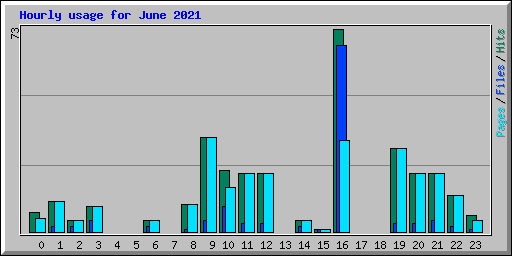 Hourly usage for June 2021
73
Pages/Files/Hits
0 1 2 3 4 5 6 7 8 9 10 11 12 13 14 15 16 17 18 19 20 21 22 23